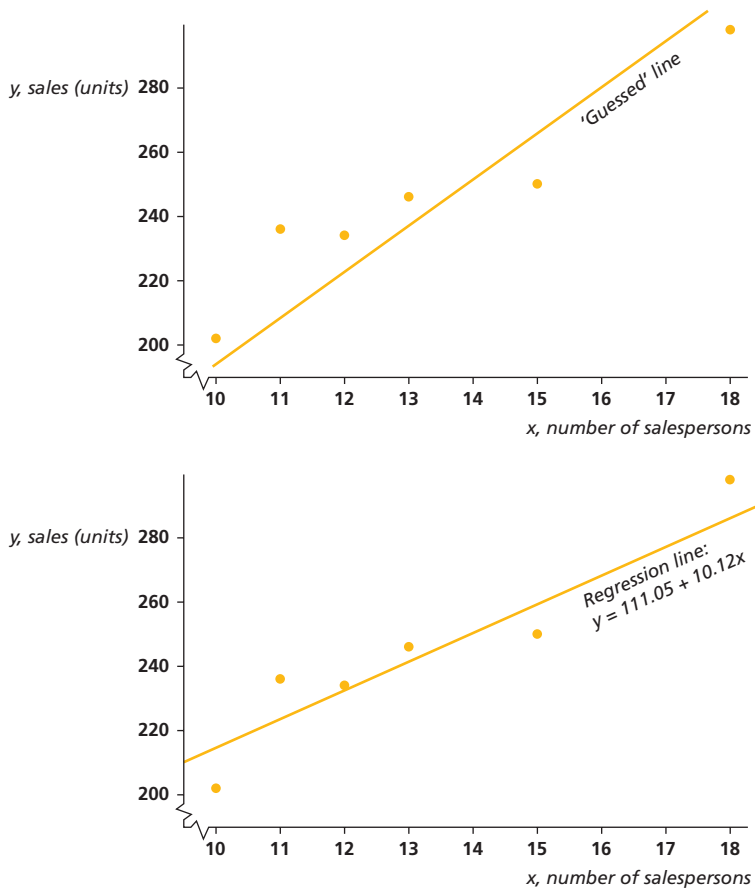 y, sales (units)
280
260
240
220
200
'Guessed' line
10 11 12 13 14 15 16 17 18
x, number of salespersons
y, sales (units)
280
260
240
220
200
Regression line:
y = 111.05 + 10.12x
10 11 12 13 14 15 16 17 18
x, number of salespersons